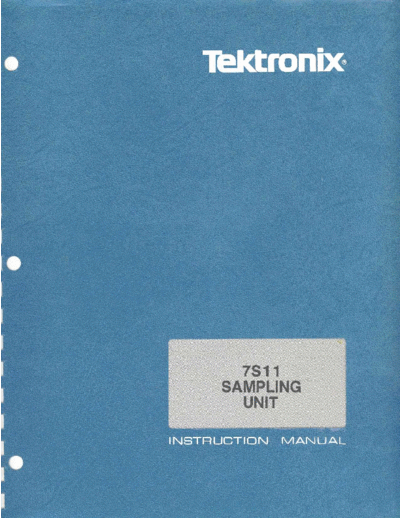 Tektronix®
7S11
SAMPLING
UNIT
INSTRUCTION MANUAL